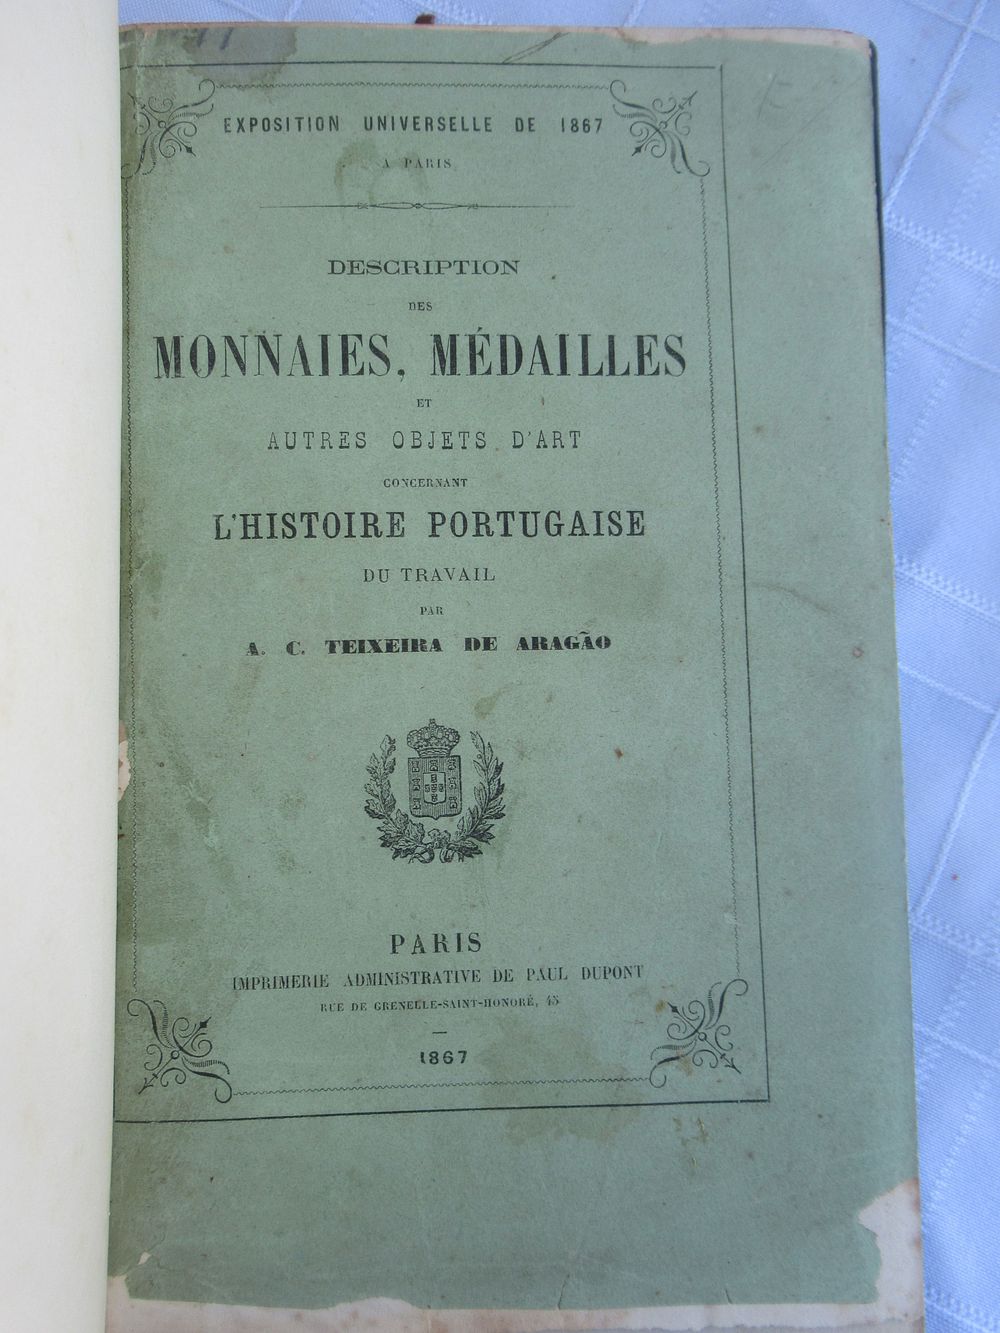 EXPOSITION UNIVERSELLE DE 1867
A PARIS
DESCRIPTION
DES
MONNAIES, MÉDAILLES
ET
AUTRES OBJETS D'ART
CONCERNANT
L'HISTOIRE PORTUGAISE
DU TRAVAIL
PAR
A. C. TEIXEIRA DE ARAGÃO
PARIS
IMPRIMERIE ADMINISTRATIVE DE PAUL DUPONT
RUE DE GRENELLE-SAINT-HONORÉ, 45
1867